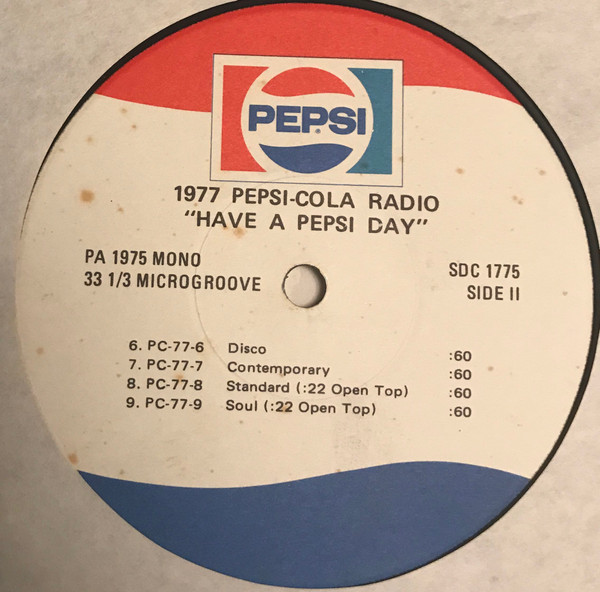 PEPSI®
1977 PEPSI-COLA RADIO
"HAVE A PEPSI DAY"
PA 1975 MONO
33 1/3 MICROGROOVE
SDC 1775
SIDE II
6. PC-77-6 Disco :60
7. PC-77-7 Contemporary :60
8. PC-77-8 Standard (:22 Open Top) :60
9. PC-77-9 Soul (:22 Open Top) :60